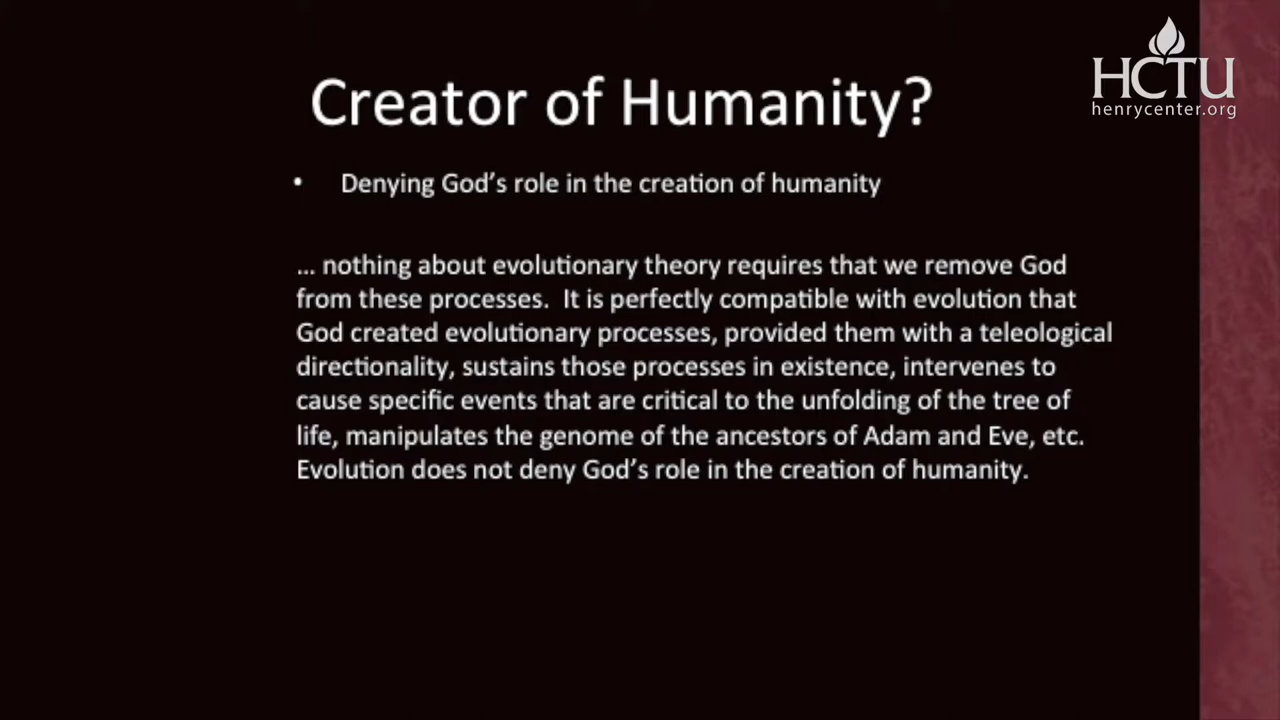 HCTU
henrycenter.org
Creator of Humanity?
• Denying God's role in the creation of humanity
... nothing about evolutionary theory requires that we remove God
from these processes. It is perfectly compatible with evolution that
God created evolutionary processes, provided them with a teleological
directionality, sustains those processes in existence, intervenes to
cause specific events that are critical to the unfolding of the tree of
life, manipulates the genome of the ancestors of Adam and Eve, etc.
Evolution does not deny God's role in the creation of humanity.